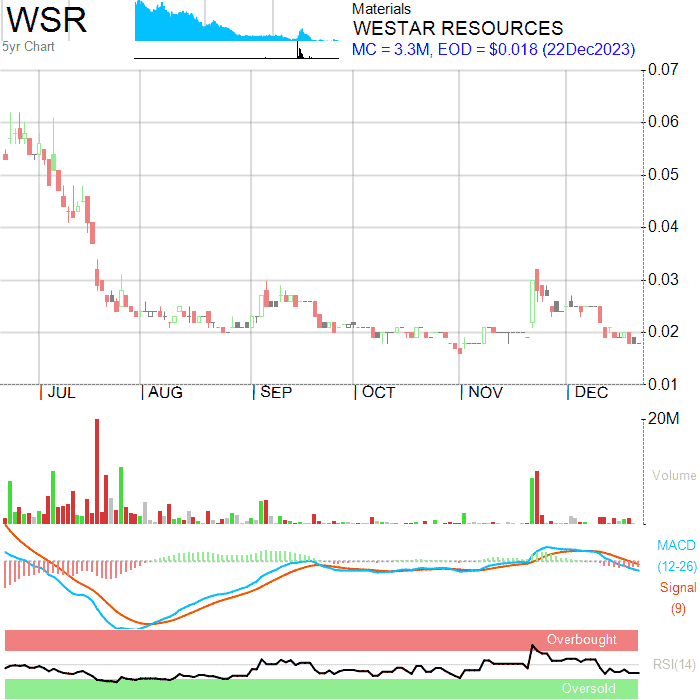 WSR
5yr Chart
Materials
WESTAR RESOURCES
MC = 3.3M, EOD = $0.018 (22Dec2023)
0.07
0.06
0.05
0.04
0.03
0.02
0.01
JUL AUG SEP OCT NOV DEC
20M
Volume
MACD
(12-26)
Signal
(9)
Overbought
RSI(14)
Oversold